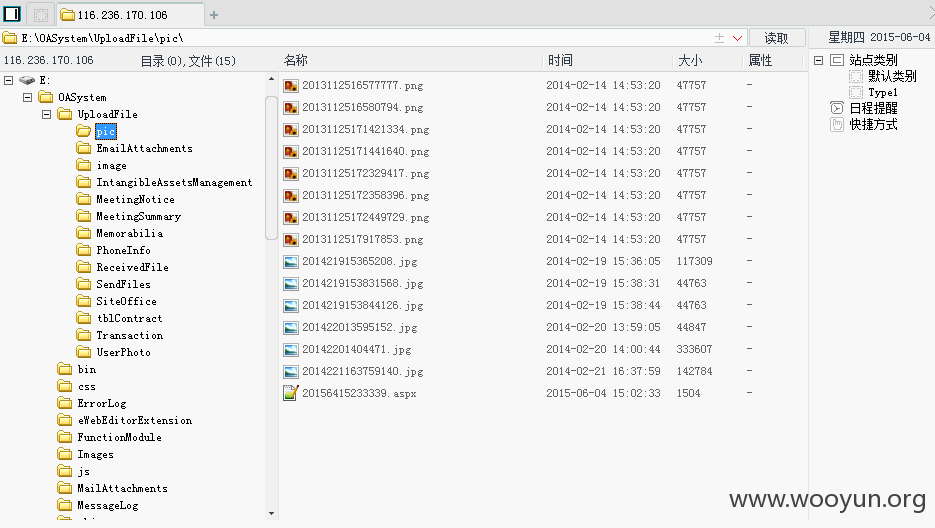 116.236.170.106
E:\OASystem\UploadFile\pic\
读取
星期四 2015-06-04
116.236.170.106
目录(0),文件(15)
名称 时间 大小 属性
E:
OASystem
UploadFile
pic
EmailAttachments
image
IntangibleAssetsManagement
MeetingNotice
MeetingSummary
Memorabilia
PhoneInfo
ReceivedFile
SendFiles
SiteOffice
tblContract
Transaction
UserPhoto
bin
css
ErrorLog
eWebEditorExtension
FunctionModule
Images
js
MailAttachments
MessageLog
2013112516577777.png 2014-02-14 14:53:20 47757 -
2013112516580794.png 2014-02-14 14:53:20 47757 -
20131125171421334.png 2014-02-14 14:53:20 47757 -
20131125171441640.png 2014-02-14 14:53:20 47757 -
20131125172329417.png 2014-02-14 14:53:20 47757 -
20131125172358396.png 2014-02-14 14:53:20 47757 -
20131125172449729.png 2014-02-14 14:53:20 47757 -
2013112517917853.png 2014-02-14 14:53:20 47757 -
201421915365208.jpg 2014-02-19 15:36:05 117309 -
2014219153831568.jpg 2014-02-19 15:38:31 44763 -
2014219153844126.jpg 2014-02-19 15:38:44 44763 -
201422013595152.jpg 2014-02-20 13:59:05 44847 -
20142201404471.jpg 2014-02-20 14:00:44 333607 -
2014221163759140.jpg 2014-02-21 16:37:59 142784 -
20156415233339.aspx 2015-06-04 15:02:33 1504 -
站点类别
默认类别
Type1
日程提醒
快捷方式
www.wooyun.org